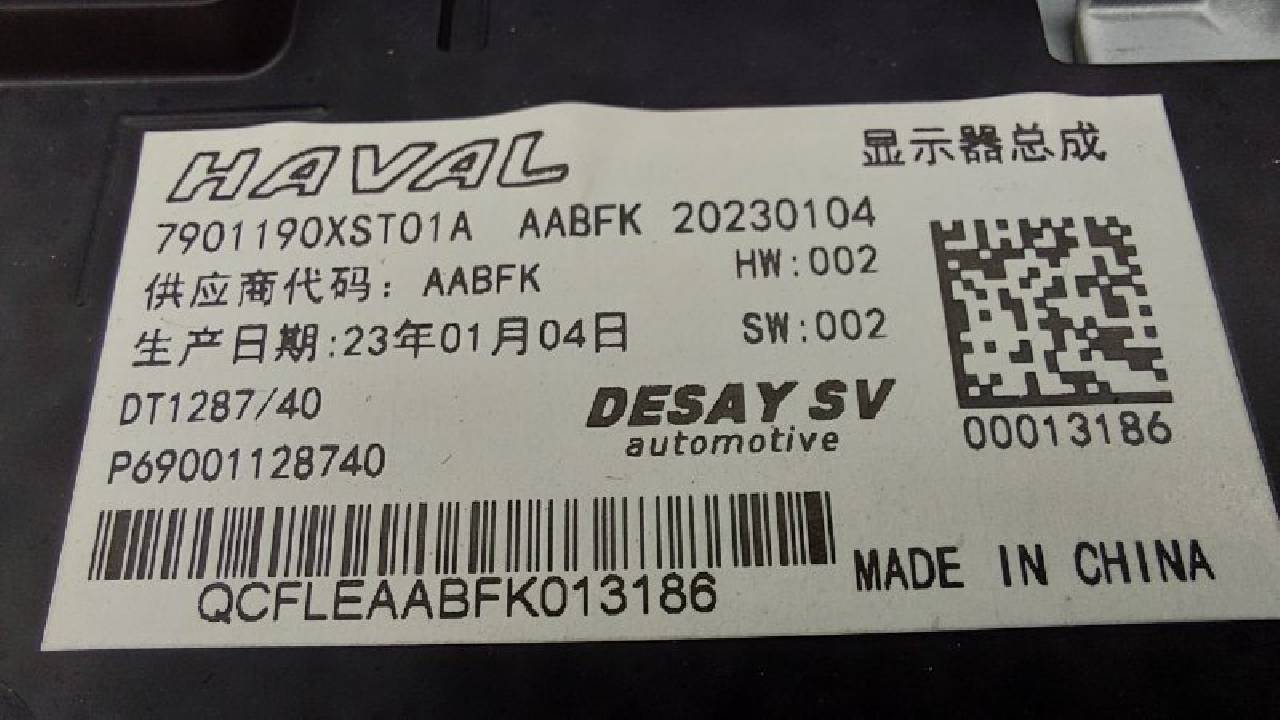 HAVAL 显示器总成
7901190XST01A AABFK 20230104
供应商代码：AABFK HW:002
生产日期:23年01月04日 SW:002
DT1287/40 DESAY SV
automotive
00013186
P69001128740
QCFLEAABFK013186
MADE IN CHINA